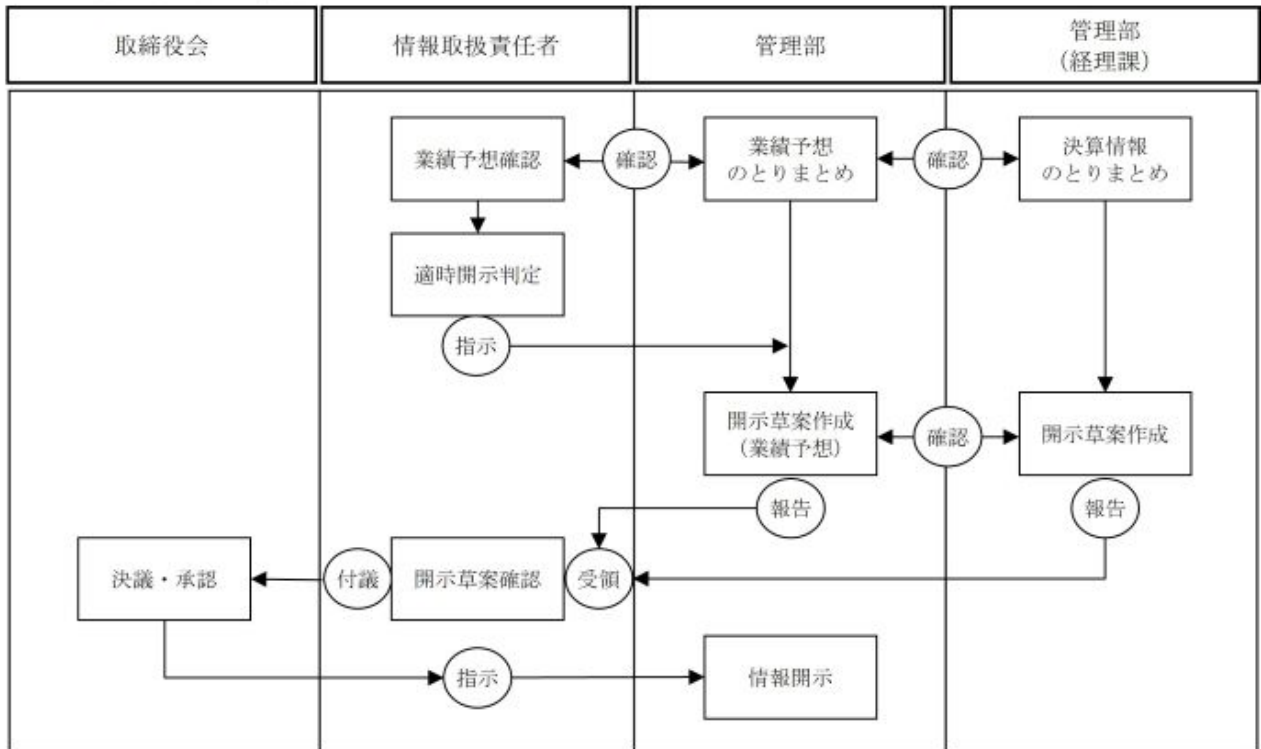 取締役会
情報取扱責任者
管理部
管理部
（経理課）
業績予想確認
確認
業績予想
のとりまとめ
確認
決算情報
のとりまとめ
適時開示判定
指示
開示草案作成
（業績予想）
確認
開示草案作成
報告
報告
決議・承認
付議
開示草案確認
受領
指示
情報開示